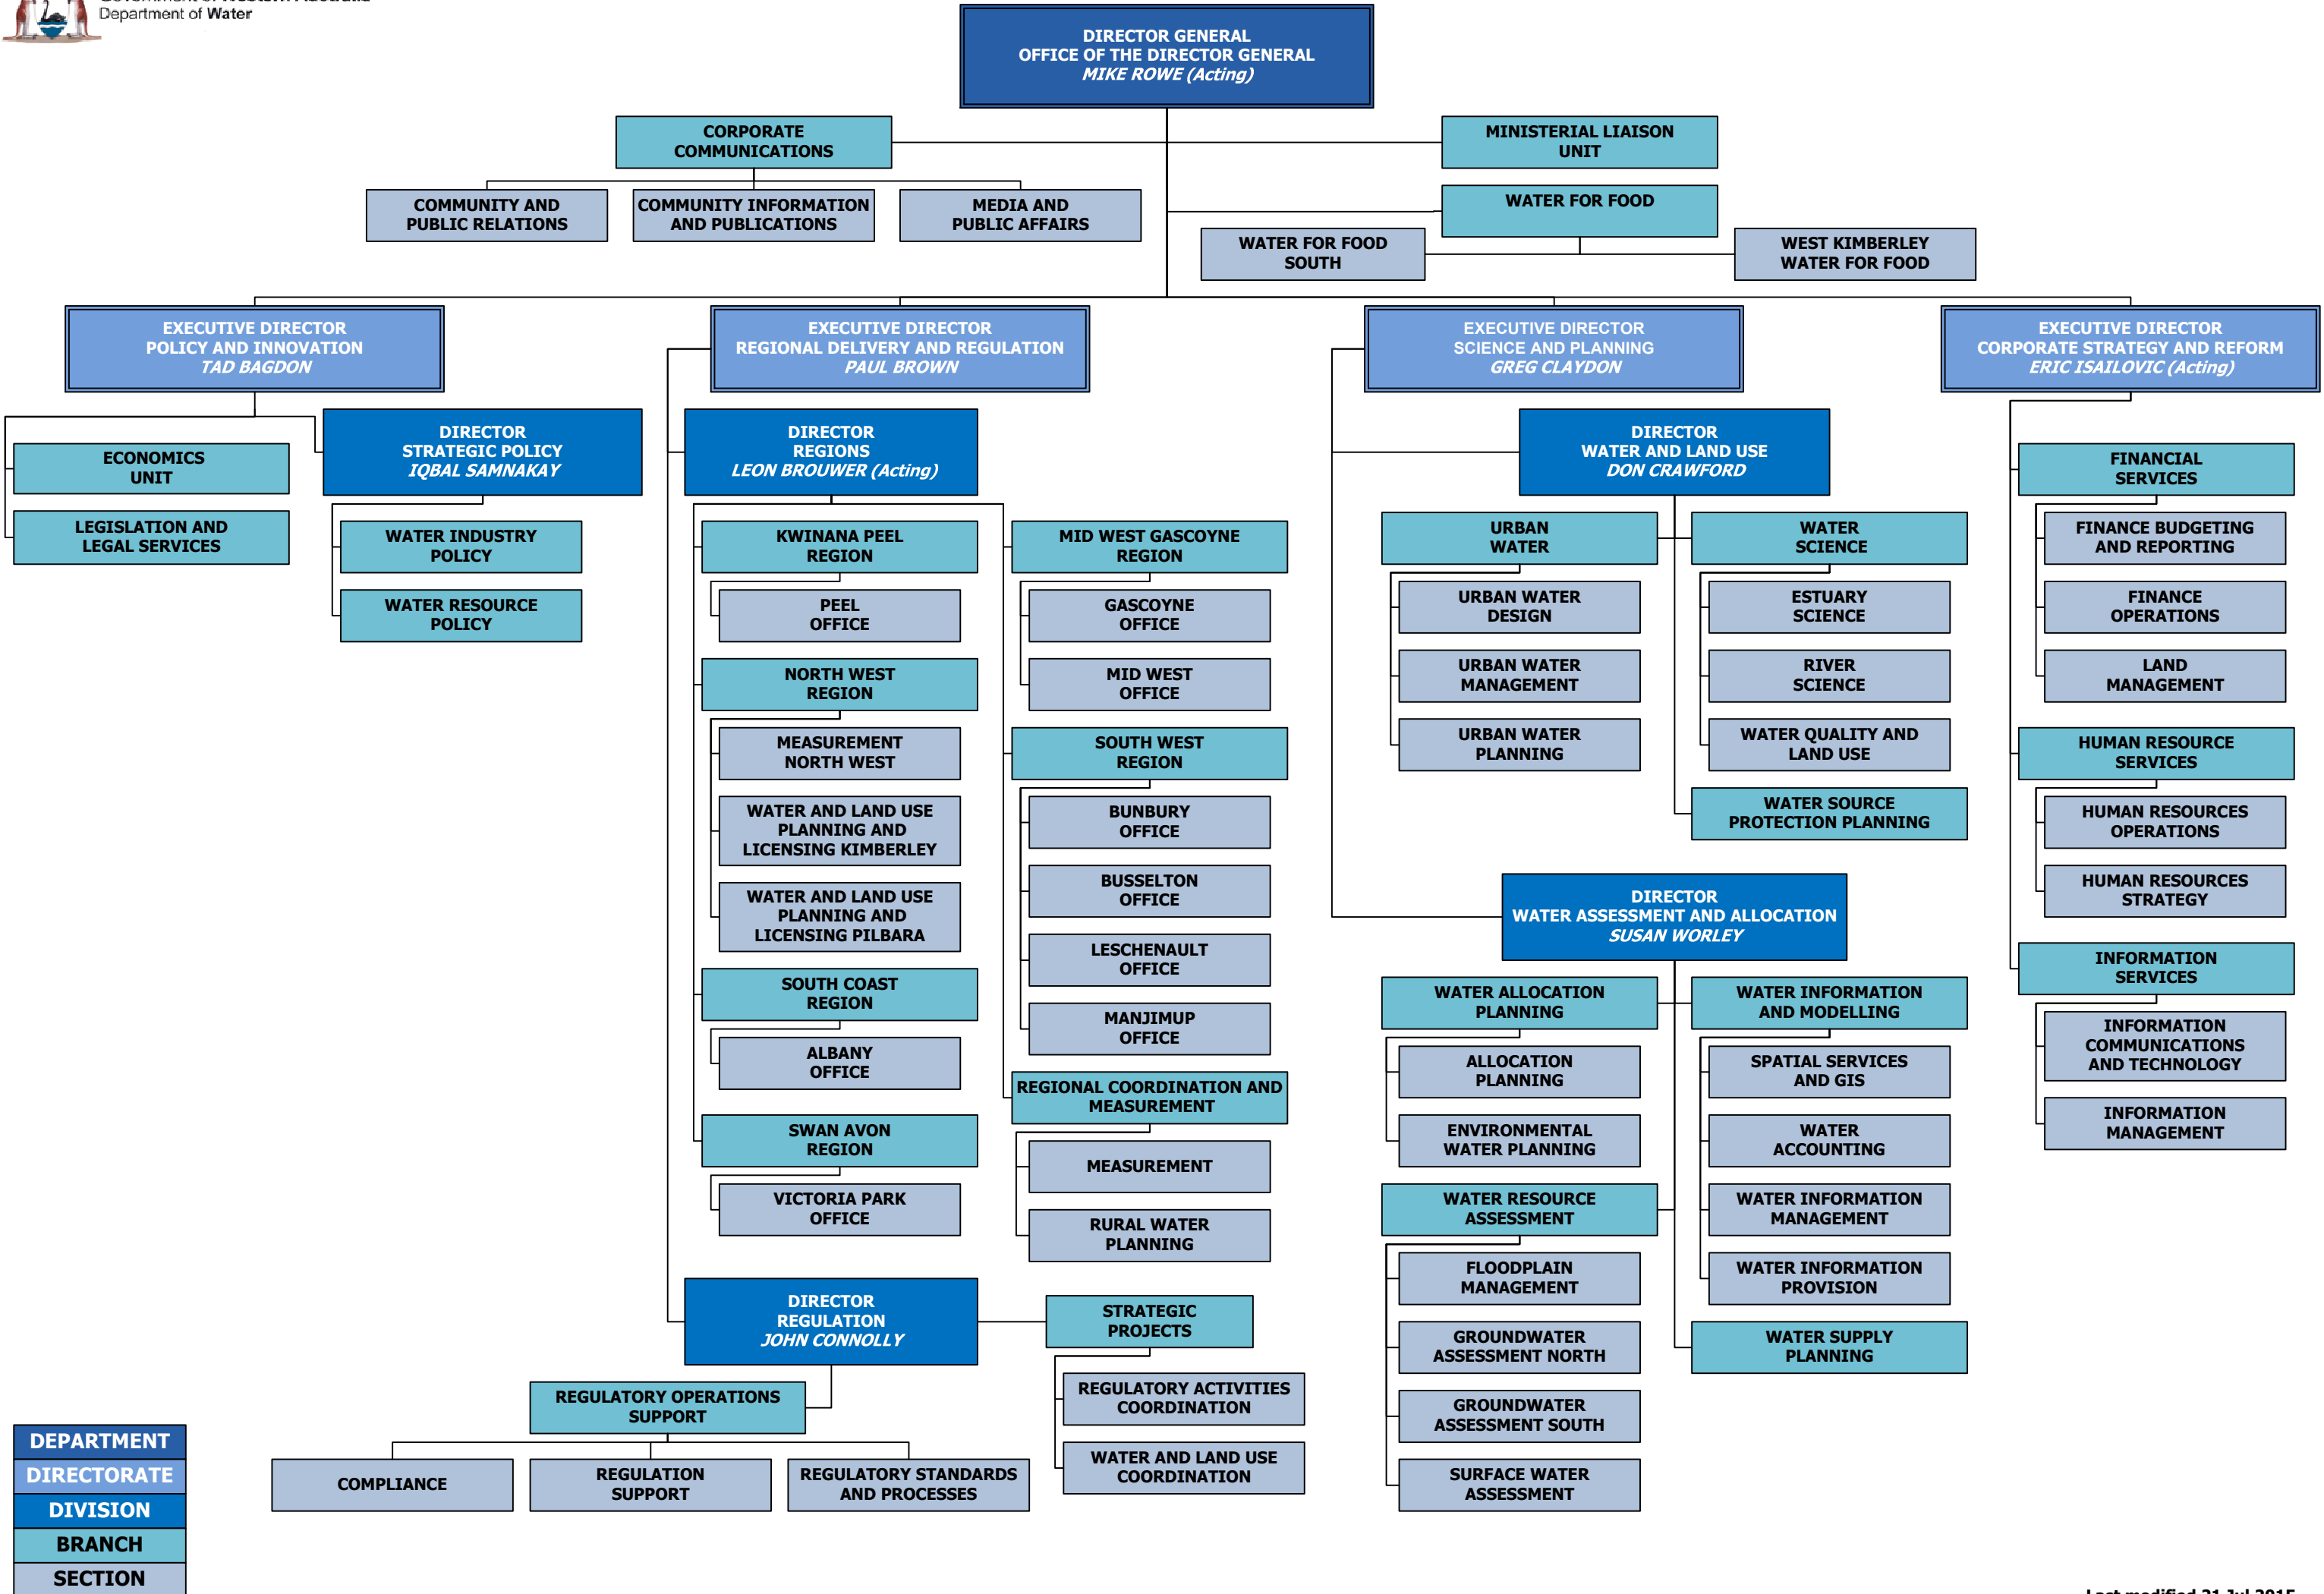 Government of Western Australia
Department of Water
DIRECTOR GENERAL
OFFICE OF THE DIRECTOR GENERAL
MIKE ROWE (Acting)
CORPORATE
COMMUNICATIONS
MINISTERIAL LIAISON
UNIT
COMMUNITY AND
PUBLIC RELATIONS
COMMUNITY INFORMATION
AND PUBLICATIONS
MEDIA AND
PUBLIC AFFAIRS
WATER FOR FOOD
WATER FOR FOOD
SOUTH
WEST KIMBERLEY
WATER FOR FOOD
EXECUTIVE DIRECTOR
POLICY AND INNOVATION
TAD BAGDON
EXECUTIVE DIRECTOR
REGIONAL DELIVERY AND REGULATION
PAUL BROWN
EXECUTIVE DIRECTOR
SCIENCE AND PLANNING
GREG CLAYDON
EXECUTIVE DIRECTOR
CORPORATE STRATEGY AND REFORM
ERIC ISAILOVIC (Acting)
ECONOMICS
UNIT
LEGISLATION AND
LEGAL SERVICES
DIRECTOR
STRATEGIC POLICY
IQBAL SAMNAKAY
WATER INDUSTRY
POLICY
WATER RESOURCE
POLICY
DIRECTOR
REGIONS
LEON BROUWER (Acting)
KWINANA PEEL
REGION
PEEL
OFFICE
NORTH WEST
REGION
MEASUREMENT
NORTH WEST
WATER AND LAND USE
PLANNING AND
LICENSING KIMBERLEY
WATER AND LAND USE
PLANNING AND
LICENSING PILBARA
SOUTH COAST
REGION
ALBANY
OFFICE
SWAN AVON
REGION
VICTORIA PARK
OFFICE
MID WEST GASCOYNE
REGION
GASCOYNE
OFFICE
MID WEST
OFFICE
SOUTH WEST
REGION
BUNBURY
OFFICE
BUSSELTON
OFFICE
LESCHENAULT
OFFICE
MANJIMUP
OFFICE
REGIONAL COORDINATION AND
MEASUREMENT
MEASUREMENT
RURAL WATER
PLANNING
DIRECTOR
REGULATION
JOHN CONNOLLY
STRATEGIC
PROJECTS
REGULATORY ACTIVITIES
COORDINATION
WATER AND LAND USE
COORDINATION
REGULATORY OPERATIONS
SUPPORT
COMPLIANCE
REGULATION
SUPPORT
REGULATORY STANDARDS
AND PROCESSES
DIRECTOR
WATER AND LAND USE
DON CRAWFORD
URBAN
WATER
URBAN WATER
DESIGN
URBAN WATER
MANAGEMENT
URBAN WATER
PLANNING
WATER
SCIENCE
ESTUARY
SCIENCE
RIVER
SCIENCE
WATER QUALITY AND
LAND USE
WATER SOURCE
PROTECTION PLANNING
DIRECTOR
WATER ASSESSMENT AND ALLOCATION
SUSAN WORLEY
WATER ALLOCATION
PLANNING
ALLOCATION
PLANNING
ENVIRONMENTAL
WATER PLANNING
WATER RESOURCE
ASSESSMENT
FLOODPLAIN
MANAGEMENT
GROUNDWATER
ASSESSMENT NORTH
GROUNDWATER
ASSESSMENT SOUTH
SURFACE WATER
ASSESSMENT
WATER INFORMATION
AND MODELLING
SPATIAL SERVICES
AND GIS
WATER
ACCOUNTING
WATER INFORMATION
MANAGEMENT
WATER INFORMATION
PROVISION
WATER SUPPLY
PLANNING
FINANCIAL
SERVICES
FINANCE BUDGETING
AND REPORTING
FINANCE
OPERATIONS
LAND
MANAGEMENT
HUMAN RESOURCE
SERVICES
HUMAN RESOURCES
OPERATIONS
HUMAN RESOURCES
STRATEGY
INFORMATION
SERVICES
INFORMATION
COMMUNICATIONS
AND TECHNOLOGY
INFORMATION
MANAGEMENT
DEPARTMENT
DIRECTORATE
DIVISION
BRANCH
SECTION
Last modified 31 Jul 2015